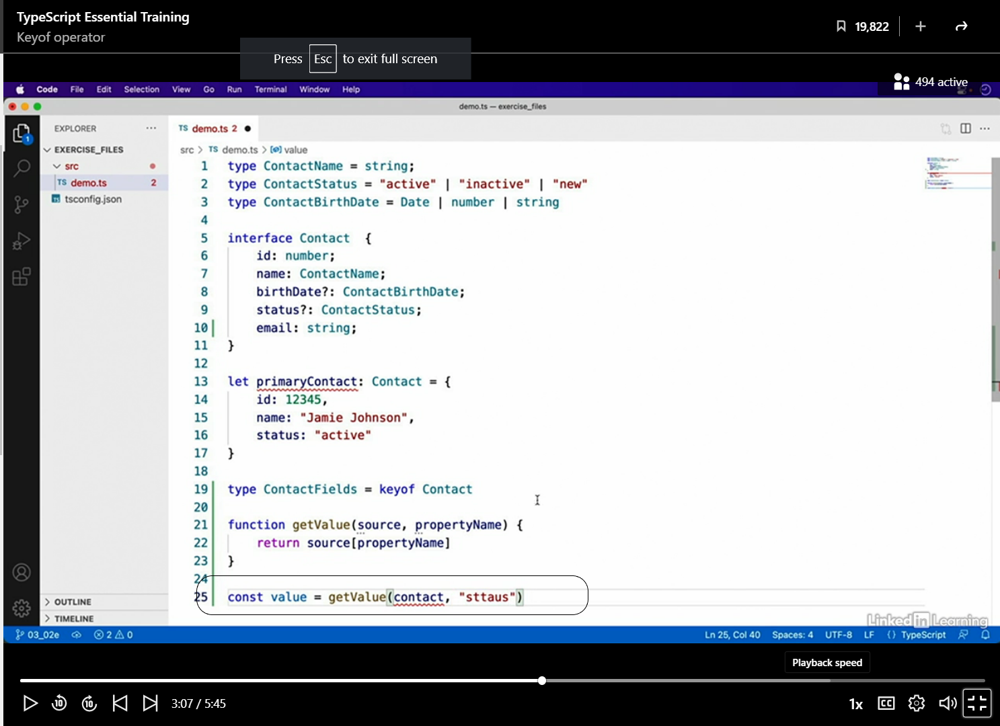 TypeScript Essential Training
Keyof operator
19,822
Press Esc to exit full screen
494 active
Code File Edit Selection View Go Run Terminal Window Help
demo.ts — exercise_files
EXPLORER ...
TS demo.ts 2
EXERCISE_FILES
src > TS demo.ts > value
src
TS demo.ts 2
tsconfig.json
1
1 type ContactName = string;
2 type ContactStatus = "active" | "inactive" | "new"
3 type ContactBirthDate = Date | number | string
4
5 interface Contact {
6 id: number;
7 name: ContactName;
8 birthDate?: ContactBirthDate;
9 status?: ContactStatus;
10 email: string;
11 }
12
13 let primaryContact: Contact = {
14 id: 12345,
15 name: "Jamie Johnson",
16 status: "active"
17 }
18
19 type ContactFields = keyof Contact
20
21 function getValue(source, propertyName) {
22 return source[propertyName]
23 }
24
25 const value = getValue(contact, "sttaus")
OUTLINE
TIMELINE
LinkedIn Learning
03_02e 2 0 Ln 25, Col 40 Spaces: 4 UTF-8 LF {} TypeScript
Playback speed
10 10 3:07 / 5:45 1x CC